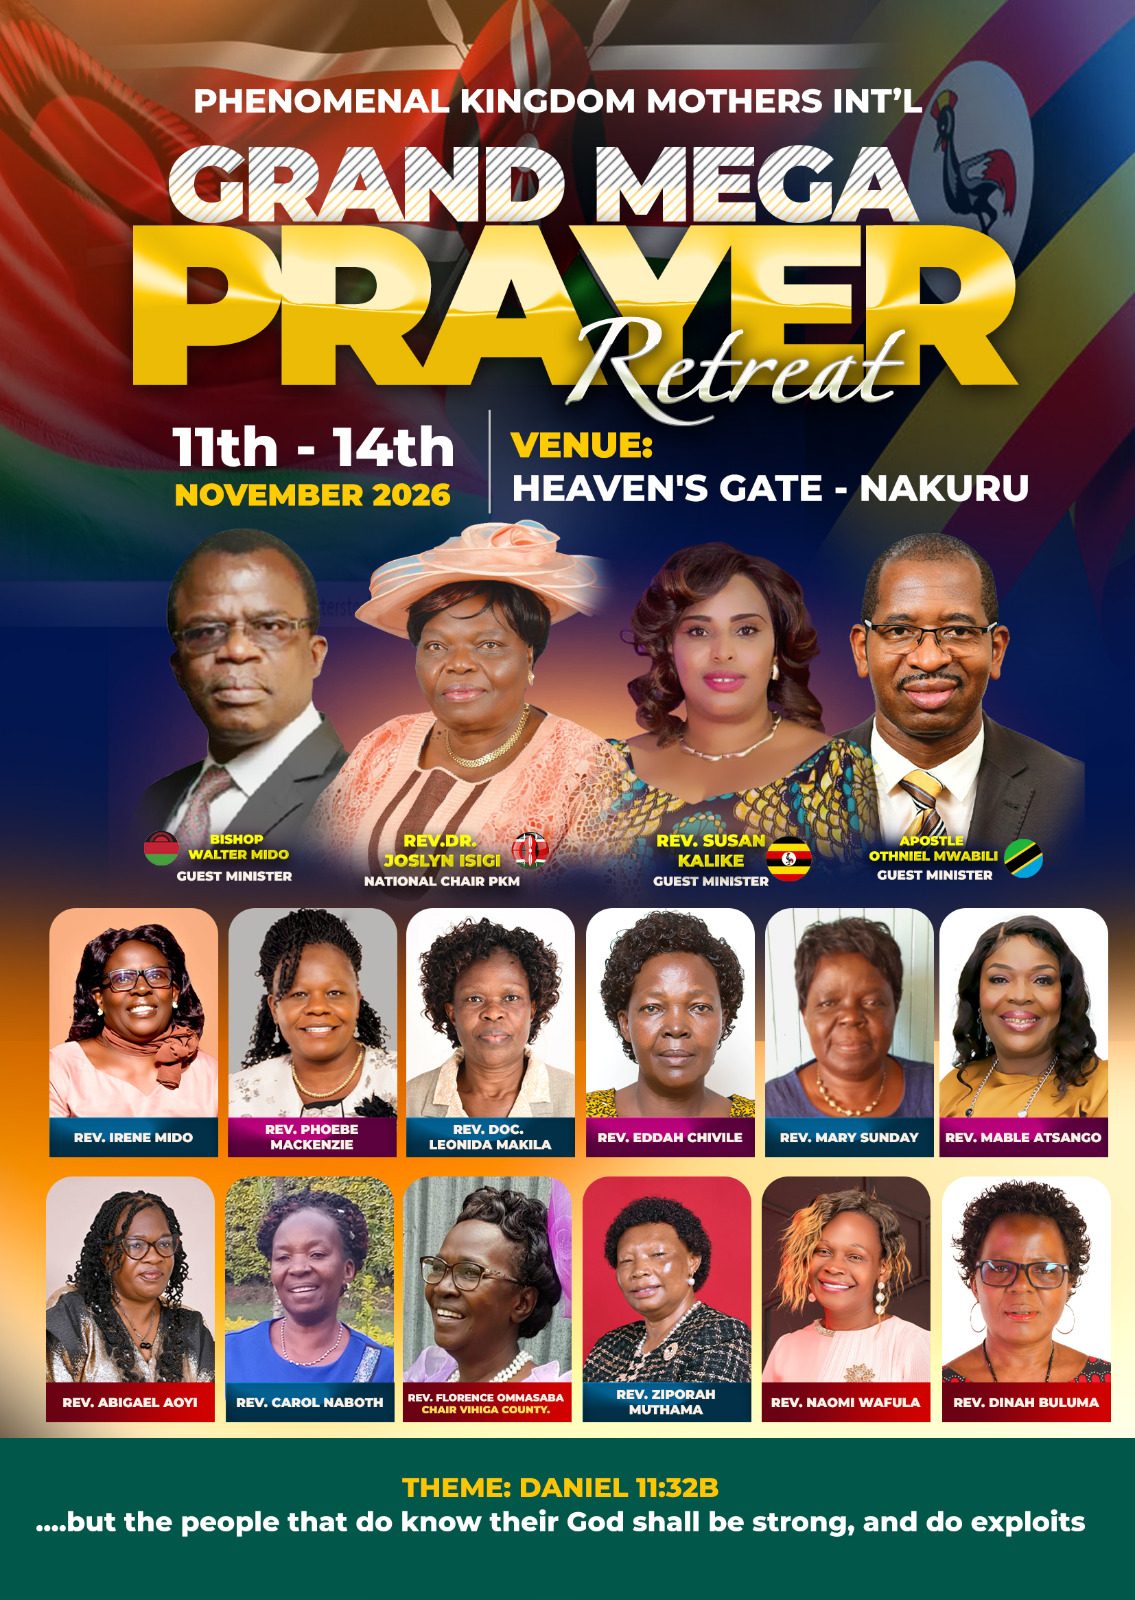 PHENOMENAL KINGDOM MOTHERS INT'L
GRAND MEGA
PRAYER
Retreat
11th - 14th
NOVEMBER 2026
VENUE:
HEAVEN'S GATE - NAKURU
BISHOP
WALTER MIDO
GUEST MINISTER
REV.DR.
JOSLYN ISIGI
NATIONAL CHAIR PKM
REV. SUSAN
KALIKE
GUEST MINISTER
APOSTLE
OTHNIEL MWABILI
GUEST MINISTER
REV. IRENE MIDO
REV. PHOEBE
MACKENZIE
REV. DOC.
LEONIDA MAKILA
REV. EDDAH CHIVILE
REV. MARY SUNDAY
REV. MABLE ATSANGO
REV. ABIGAEL AOYI
REV. CAROL NABOTH
REV. FLORENCE OMMASABA
CHAIR VIHIGA COUNTY.
REV. ZIPORAH
MUTHAMA
REV. NAOMI WAFULA
REV. DINAH BULUMA
THEME: DANIEL 11:32B
....but the people that do know their God shall be strong, and do exploits